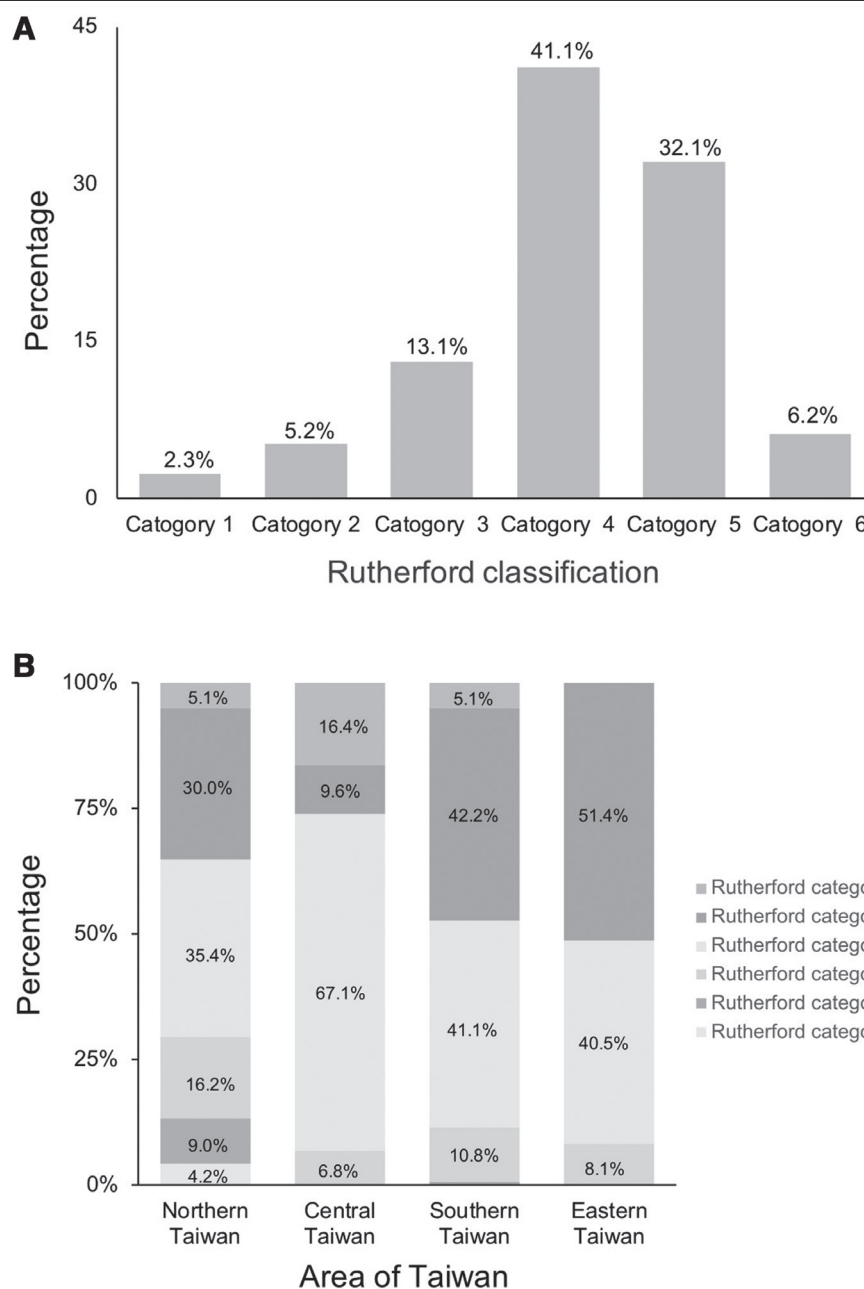 A
45
30
15
0
Percentage
2.3%
5.2%
13.1%
41.1%
32.1%
6.2%
Catogory 1 Catogory 2 Catogory 3 Catogory 4 Catogory 5 Catogory 6
Rutherford classification
B
100%
75%
50%
25%
0%
Percentage
5.1%
30.0%
35.4%
16.2%
9.0%
4.2%
16.4%
9.6%
67.1%
6.8%
5.1%
42.2%
41.1%
10.8%
51.4%
40.5%
8.1%
Northern
Taiwan
Central
Taiwan
Southern
Taiwan
Eastern
Taiwan
Area of Taiwan
Rutherford
Rutherford
Rutherford
Rutherford
Rutherford
Rutherford